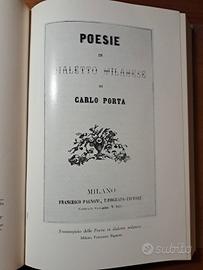 POESIE
IN
DIALETTO MILANESE
DI
CARLO PORTA
MILANO
FRANCESCO PAGNONI, TIPOGRAFO-EDITORE
Frontespizio delle Poesie in dialetto milanese
Milano, Francesco Pagnoni
subito